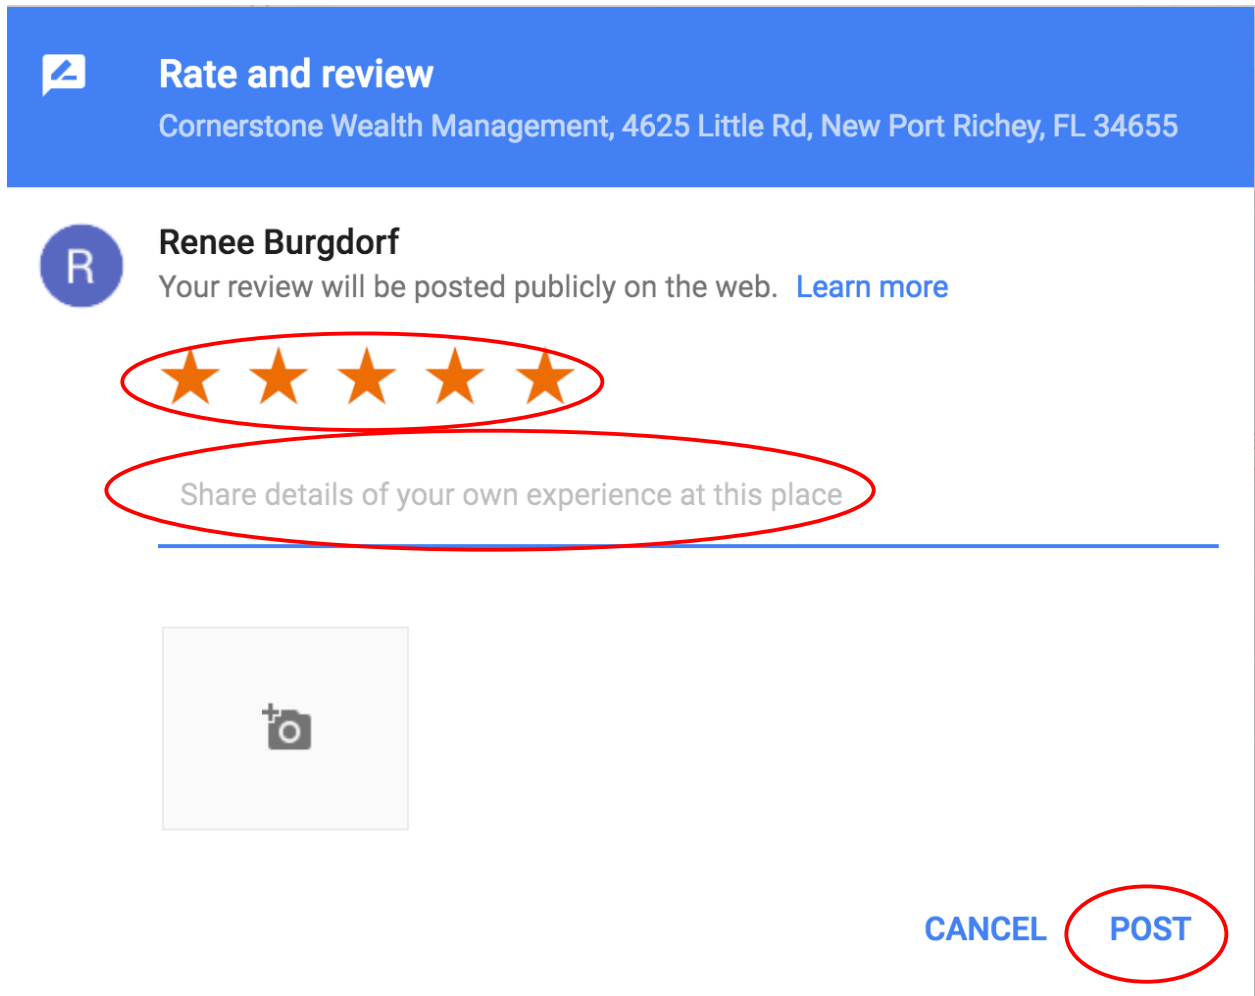 Rate and review
Cornerstone Wealth Management, 4625 Little Rd, New Port Richey, FL 34655
R
Renee Burgdorf
Your review will be posted publicly on the web. Learn more
Share details of your own experience at this place
CANCEL POST